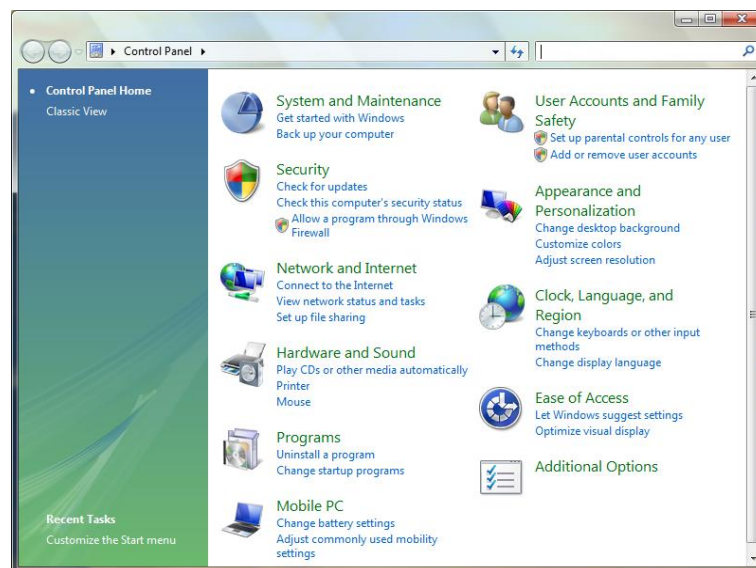 Control Panel
Control Panel Home
Classic View
Recent Tasks
Customize the Start menu
System and Maintenance
Get started with Windows
Back up your computer
Security
Check for updates
Check this computer's security status
Allow a program through Windows
Firewall
Network and Internet
Connect to the Internet
View network status and tasks
Set up file sharing
Hardware and Sound
Play CDs or other media automatically
Printer
Mouse
Programs
Uninstall a program
Change startup programs
Mobile PC
Change battery settings
Adjust commonly used mobility
settings
User Accounts and Family
Safety
Set up parental controls for any user
Add or remove user accounts
Appearance and
Personalization
Change desktop background
Customize colors
Adjust screen resolution
Clock, Language, and
Region
Change keyboards or other input
methods
Change display language
Ease of Access
Let Windows suggest settings
Optimize visual display
Additional Options